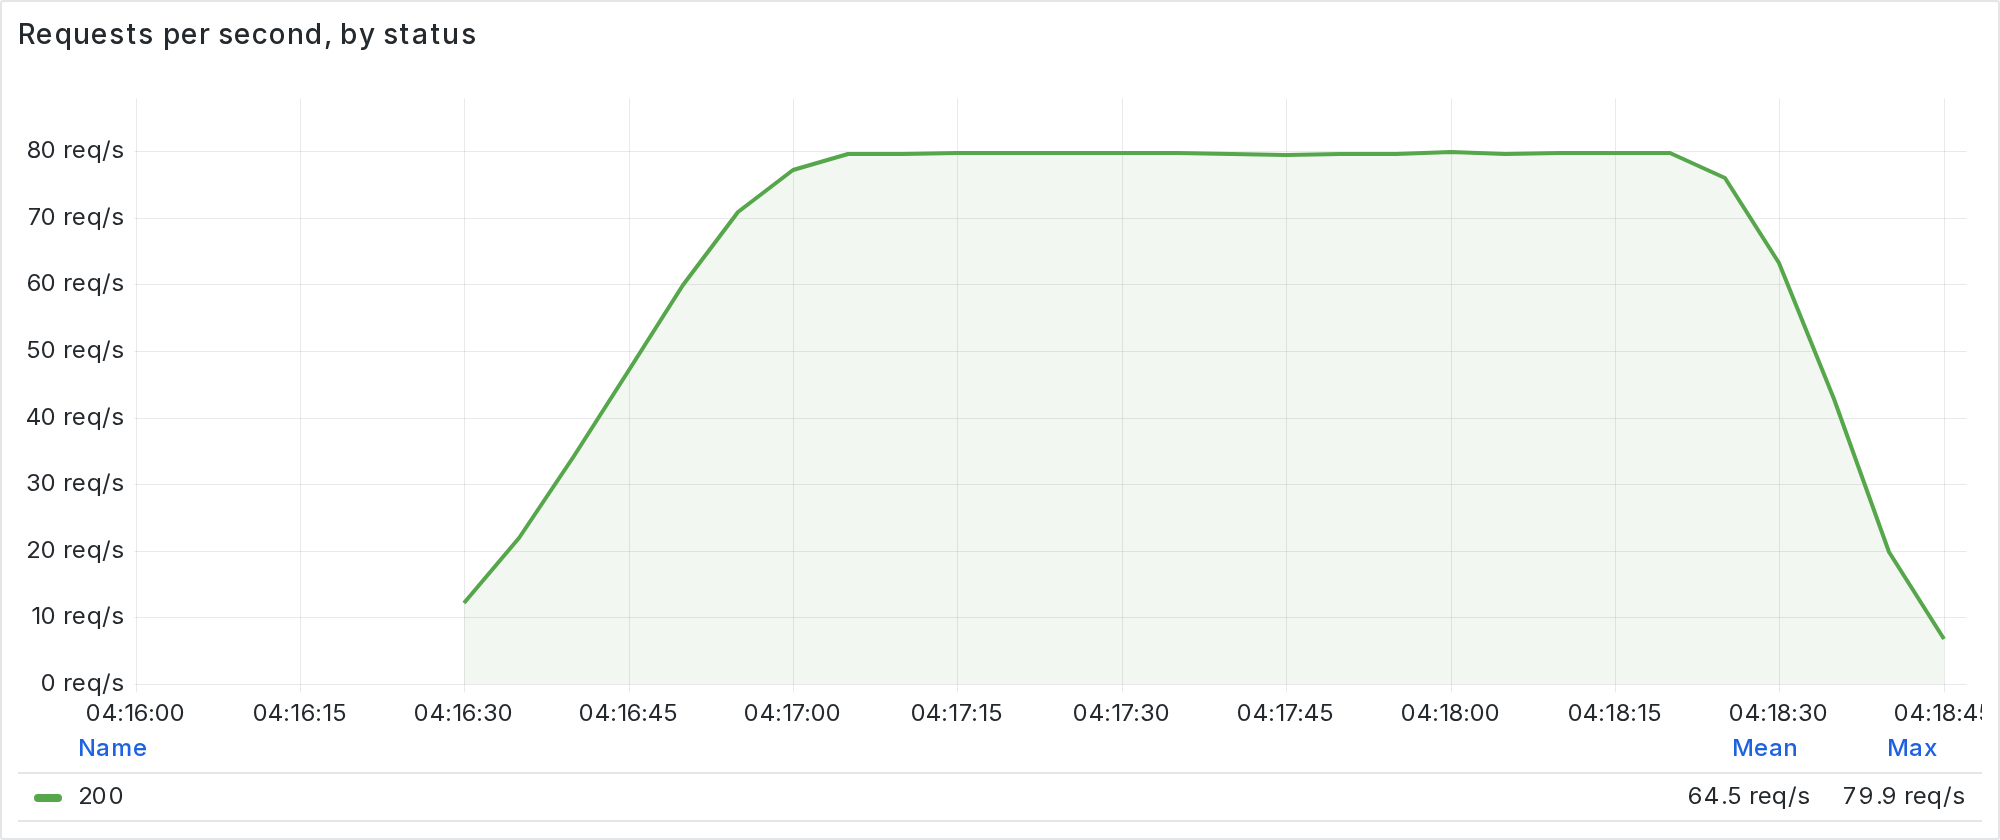 Requests per second, by status
80 req/s
70 req/s
60 req/s
50 req/s
40 req/s
30 req/s
20 req/s
10 req/s
0 req/s
04:16:00 04:16:15 04:16:30 04:16:45 04:17:00 04:17:15 04:17:30 04:17:45 04:18:00 04:18:15 04:18:30 04:18:45
Name Mean Max
200 64.5 req/s 79.9 req/s